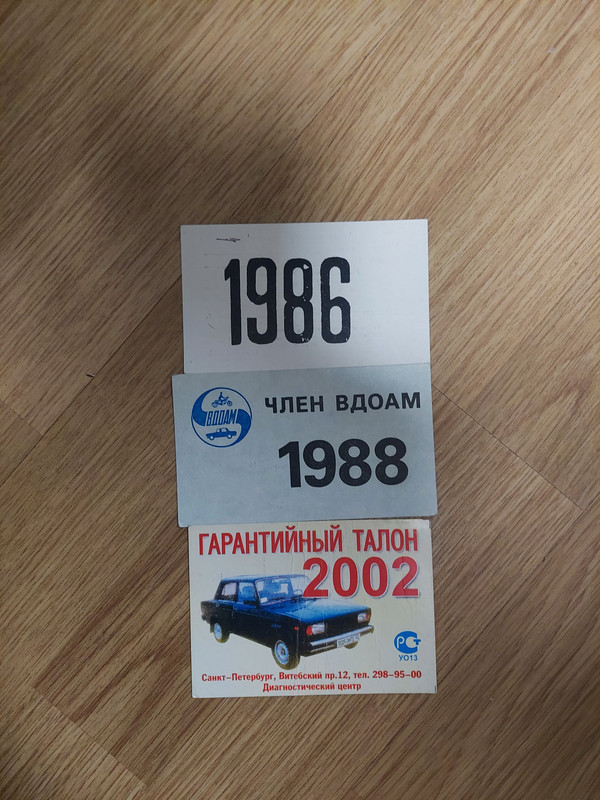 1986
ВДОАМ
ЧЛЕН ВДОАМ
1988
ГАРАНТИЙНЫЙ ТАЛОН
2002
РСТ
УО13
Санкт-Петербург, Витебский пр.12, тел. 298-95-00
Диагностический центр